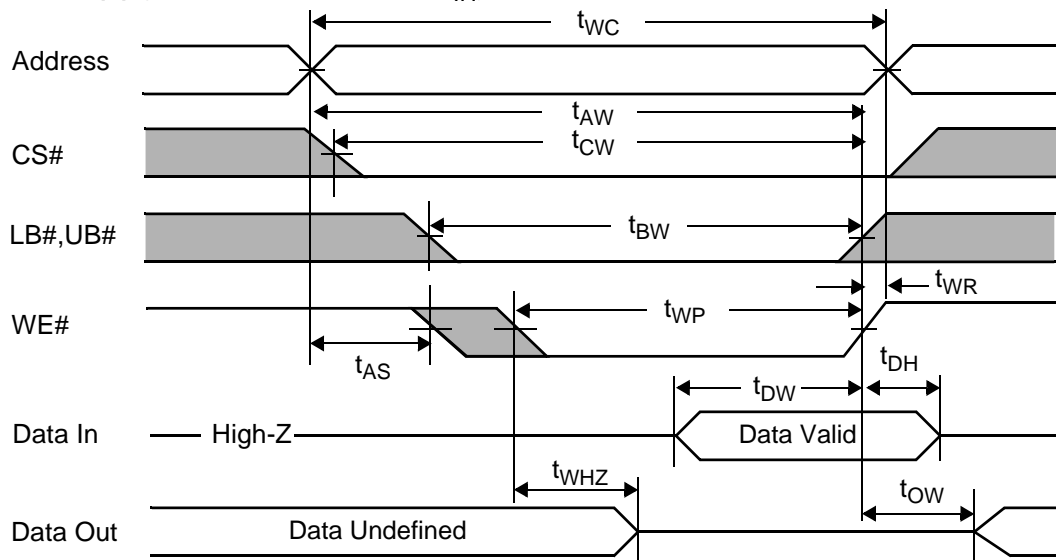 tWC
Address
tAW
tCW
CS#
LB#,UB#
tBW
tWR
WE#
tWP
tAS
tDH
tDW
Data In
High-Z
Data Valid
tWHZ
tOW
Data Out
Data Undefined